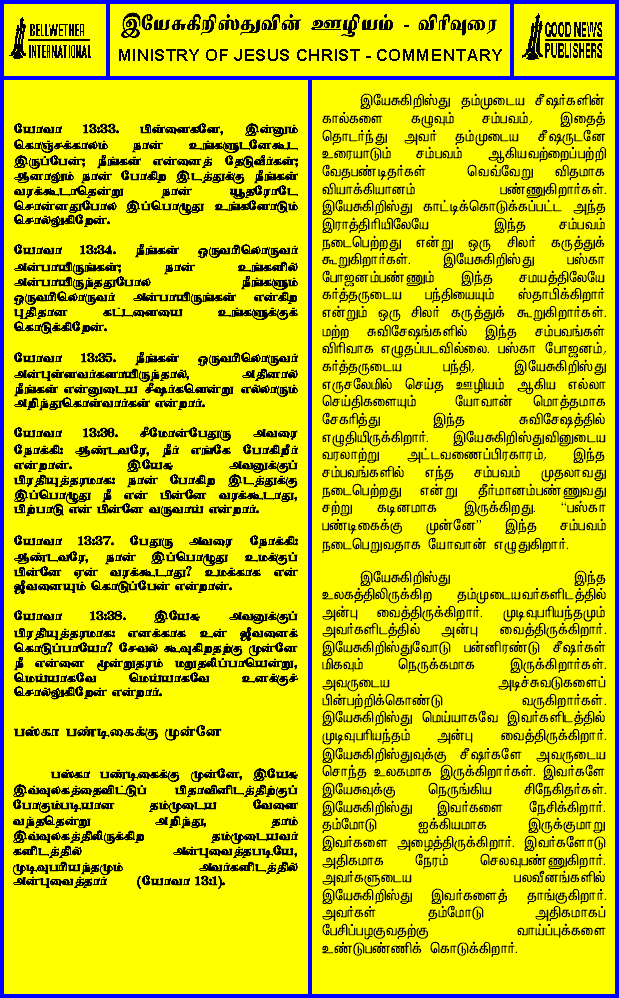 BELLWETHER
INTERNATIONAL
இயேசுகிறிஸ்துவின் ஊழியம் - விரிவுரை
MINISTRY OF JESUS CHRIST - COMMENTARY
GOOD NEWS
PUBLISHERS
யோவா 13:33. பிள்ளைகளே, இன்னும்
கொஞ்சக்காலம் நான் உங்களுடனேகூட
இருப்பேன்; நீங்கள் என்னைத் தேடுவீர்கள்;
ஆனாலும் நான் போகிற இடத்துக்கு நீங்கள்
வரக்கூடாதென்று நான் யூதரோடே
சொன்னதுபோல் இப்பொழுது உங்களோடும்
சொல்லுகிறேன்.
யோவா 13:34. நீங்கள் ஒருவரிலொருவர்
அன்பாயிருங்கள்; நான் உங்களில்
அன்பாயிருந்ததுபோல் நீங்களும்
ஒருவரிலொருவர் அன்பாயிருங்கள் என்கிற
புதிதான கட்டளையை உங்களுக்குக்
கொடுக்கிறேன்.
யோவா 13:35. நீங்கள் ஒருவரிலொருவர்
அன்புள்ளவர்களாயிருந்தால், அதினால்
நீங்கள் என்னுடைய சீஷர்களென்று எல்லாரும்
அறிந்துகொள்வார்கள் என்றார்.
யோவா 13:36. சீமோன்பேதுரு அவரை
நோக்கி: ஆண்டவரே, நீர் எங்கே போகிறீர்
என்றான். இயேசு அவனுக்குப்
பிரதியுத்தரமாக: நான் போகிற இடத்துக்கு
இப்பொழுது நீ என் பின்னே வரக்கூடாது,
பிற்பாடு என் பின்னே வருவாய் என்றார்.
யோவா 13:37. பேதுரு அவரை நோக்கி:
ஆண்டவரே, நான் இப்பொழுது உமக்குப்
பின்னே ஏன் வரக்கூடாது? உமக்காக என்
ஜீவனையும் கொடுப்பேன் என்றான்.
யோவா 13:38. இயேசு அவனுக்குப்
பிரதியுத்தரமாக: எனக்காக உன் ஜீவனைக்
கொடுப்பாயோ? சேவல் கூவுகிறதற்கு முன்னே
நீ என்னை மூன்றுதரம் மறுதலிப்பாயென்று,
மெய்யாகவே மெய்யாகவே உனக்குச்
சொல்லுகிறேன் என்றார்.
பஸ்கா பண்டிகைக்கு முன்னே
பஸ்கா பண்டிகைக்கு முன்னே, இயேசு
இவ்வுலகத்தைவிட்டுப் பிதாவினிடத்திற்குப்
போகும்படியான தம்முடைய வேளை
வந்ததென்று அறிந்து, தாம்
இவ்வுலகத்திலிருக்கிற தம்முடையவர்
களிடத்தில் அன்புவைத்தபடியே,
முடிவுபரியந்தமும் அவர்களிடத்தில்
அன்புவைத்தார் (யோவா 13:1).
இயேசுகிறிஸ்து தம்முடைய சீஷர்களின்
கால்களை கழுவும் சம்பவம், இதைத்
தொடர்ந்து அவர் தம்முடைய சீஷருடனே
உரையாடும் சம்பவம் ஆகியவற்றைப்பற்றி
வேதபண்டிதர்கள் வெவ்வேறு விதமாக
வியாக்கியானம் பண்ணுகிறார்கள்.
இயேசுகிறிஸ்து காட்டிக்கொடுக்கப்பட்ட அந்த
இராத்திரியிலேயே இந்த சம்பவம்
நடைபெற்றது என்று ஒரு சிலர் கருத்துக்
கூறுகிறார்கள். இயேசுகிறிஸ்து பஸ்கா
போஜனம்பண்ணும் இந்த சமயத்திலேயே
கர்த்தருடைய பந்தியையும் ஸ்தாபிக்கிறார்
என்றும் ஒரு சிலர் கருத்துக் கூறுகிறார்கள்.
மற்ற சுவிசேஷங்களில் இந்த சம்பவங்கள்
விரிவாக எழுதப்படவில்லை. பஸ்கா போஜனம்,
கர்த்தருடைய பந்தி, இயேசுகிறிஸ்து
எருசலேமில் செய்த ஊழியம் ஆகிய எல்லா
செய்திகளையும் யோவான் மொத்தமாக
சேகரித்து இந்த சுவிசேஷத்தில்
எழுதியிருக்கிறார். இயேசுகிறிஸ்துவினுடைய
வரலாற்று அட்டவணைப்பிரகாரம், இந்த
சம்பவங்களில் எந்த சம்பவம் முதலாவது
நடைபெற்றது என்று தீர்மானம்பண்ணுவது
சற்று கடினமாக இருக்கிறது. “பஸ்கா
பண்டிகைக்கு முன்னே” இந்த சம்பவம்
நடைபெறுவதாக யோவான் எழுதுகிறார்.
இயேசுகிறிஸ்து இந்த
உலகத்திலிருக்கிற தம்முடையவர்களிடத்தில்
அன்பு வைத்திருக்கிறார். முடிவுபரியந்தமும்
அவர்களிடத்தில் அன்பு வைத்திருக்கிறார்.
இயேசுகிறிஸ்துவோடு பன்னிரண்டு சீஷர்கள்
மிகவும் நெருக்கமாக இருக்கிறார்கள்.
அவருடைய அடிச்சுவடுகளைப்
பின்பற்றிக்கொண்டு வருகிறார்கள்.
இயேசுகிறிஸ்து மெய்யாகவே இவர்களிடத்தில்
முடிவுபரியந்தம் அன்பு வைத்திருக்கிறார்.
இயேசுகிறிஸ்துவுக்கு சீஷர்களே அவருடைய
சொந்த உலகமாக இருக்கிறார்கள். இவர்களே
இயேசுவுக்கு நெருங்கிய சிநேகிதர்கள்.
இயேசுகிறிஸ்து இவர்களை நேசிக்கிறார்.
தம்மோடு ஐக்கியமாக இருக்குமாறு
இவர்களை அழைத்திருக்கிறார். இவர்களோடு
அதிகமாக நேரம் செலவுபண்ணுகிறார்.
அவர்களுடைய பலவீனங்களில்
இயேசுகிறிஸ்து இவர்களைத் தாங்குகிறார்.
அவர்கள் தம்மோடு அதிகமாகப்
பேசிப்பழகுவதற்கு வாய்ப்புக்களை
உண்டுபண்ணிக் கொடுக்கிறார்.